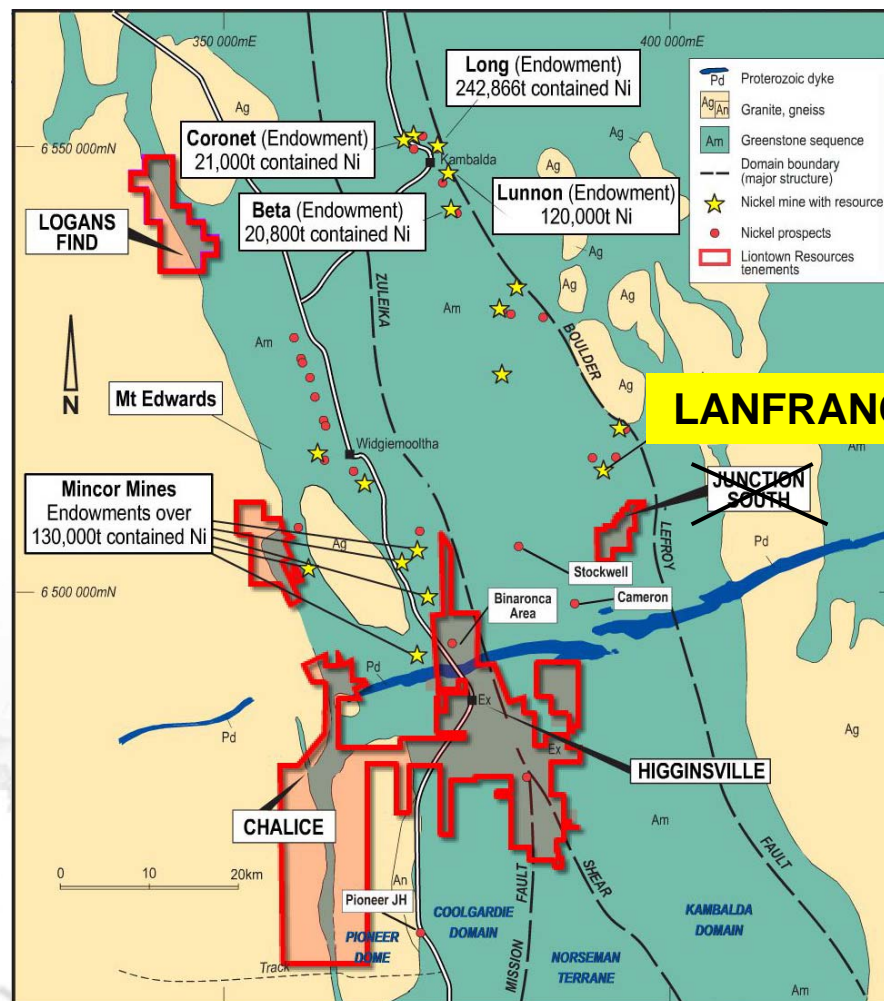 350 000mE
400 000mE
Long (Endowment)
242,866t contained Ni
Ag
Ag
Coronet (Endowment)
21,000t contained Ni
6 550 000mN
Kambalda
Lunnon (Endowment)
120,000t Ni
Beta (Endowment)
20,800t contained Ni
LOGANS
FIND
Ag
Ag
Ag
Pd
Proterozoic dyke
Ag
An
Granite, gneiss
Am
Greenstone sequence
Domain boundary
(major structure)
Nickel mine with resource
Nickel prospects
Liontown Resources
tenements
ZULEIKA
Am
Am
BOULDER
N
Ag
Mt Edwards
LANFRANC
Am
Widgiemooltha
Mincor Mines
Endowments over
130,000t contained Ni
JUNCTION
SOUTH
LEFROY
Pd
Ag
Stockwell
6 500 000mN
Binaronca
Area
Cameron
Pd
Pd
Ex
Ex
Ag
HIGGINSVILLE
CHALICE
Am
0
10
20km
An
Pioneer JH
FAULT
SHEAR
FAULT
COOLGARDIE
DOMAIN
KAMBALDA
DOMAIN
PIONEER
DOME
MISSION
NORSEMAN
TERRANE
Track
Am